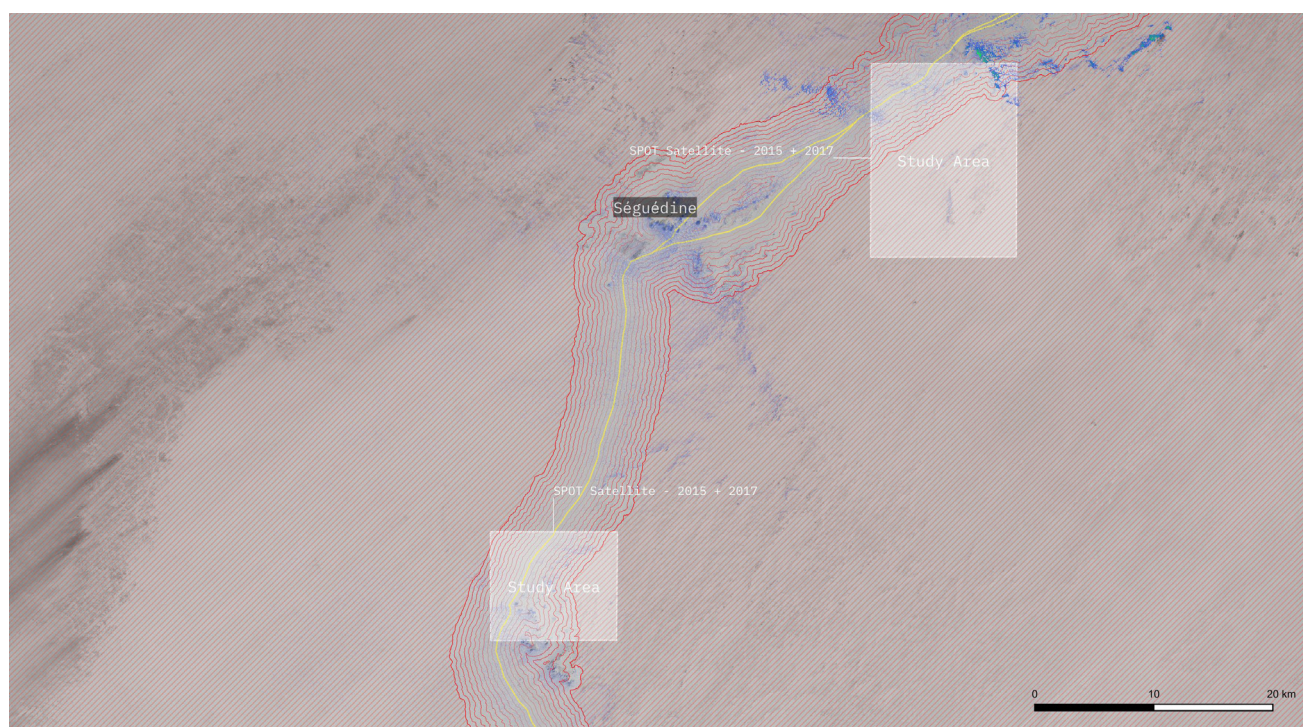 SPOT Satellite - 2015 + 2017
Study Area
Séguédine
SPOT Satellite - 2015 + 2017
Study Area
0 10 20 km